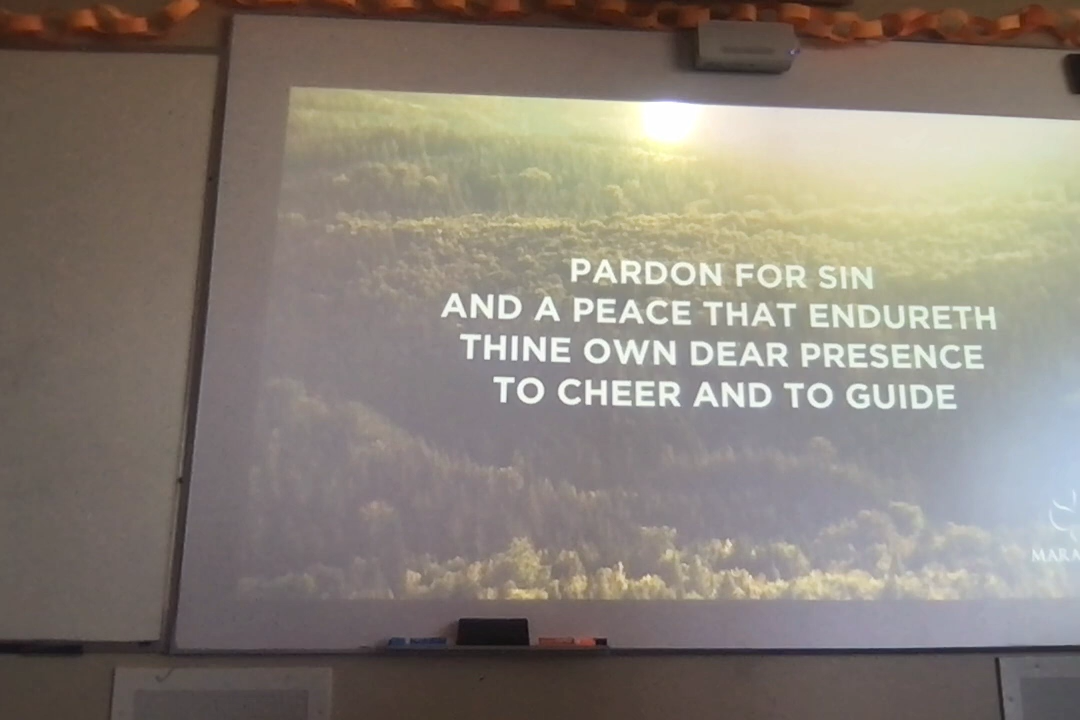 PARDON FOR SIN
AND A PEACE THAT ENDURETH
THINE OWN DEAR PRESENCE
TO CHEER AND TO GUIDE